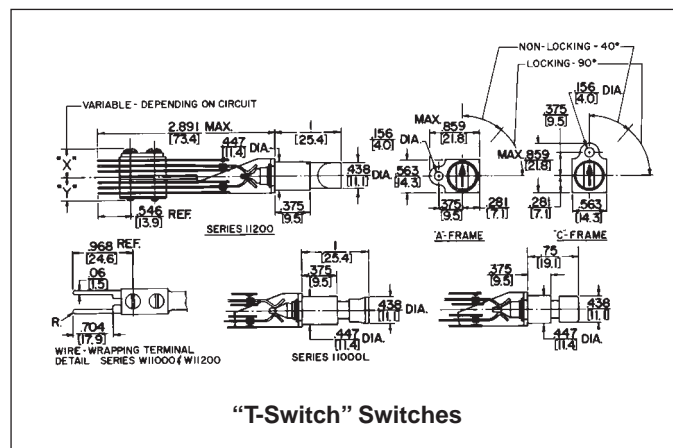 NON-LOCKING - 40°
LOCKING - 90°
VARIABLE - DEPENDING ON CIRCUIT
"X"
"Y"
2.891 MAX.
[73.4]
.447 DIA.
[11.4]
1
[25.4]
.438 DIA.
[11.1]
.375
[9.5]
.546 REF.
[13.9]
SERIES 11200
.156 DIA.
[4.0]
MAX. .859
[21.8]
.563
[14.3]
.375
[9.5]
.281
[7.1]
"A"-FRAME
.156 DIA.
[4.0]
.375
[9.5]
MAX. .859
[21.8]
.281
[7.1]
.563
[14.3]
"C"-FRAME
.968 REF.
[24.6]
.06
[1.5]
R.
.704
[17.9]
WIRE-WRAPPING TERMINAL
DETAIL SERIES W11000 & W11200
1
[25.4]
.375
[9.5]
.438 DIA.
[11.1]
.447 DIA.
[11.4]
SERIES 11000L
.75
[19.1]
.375
[9.5]
.438 DIA.
[11.1]
.447 DIA.
[11.4]
“T-Switch” Switches